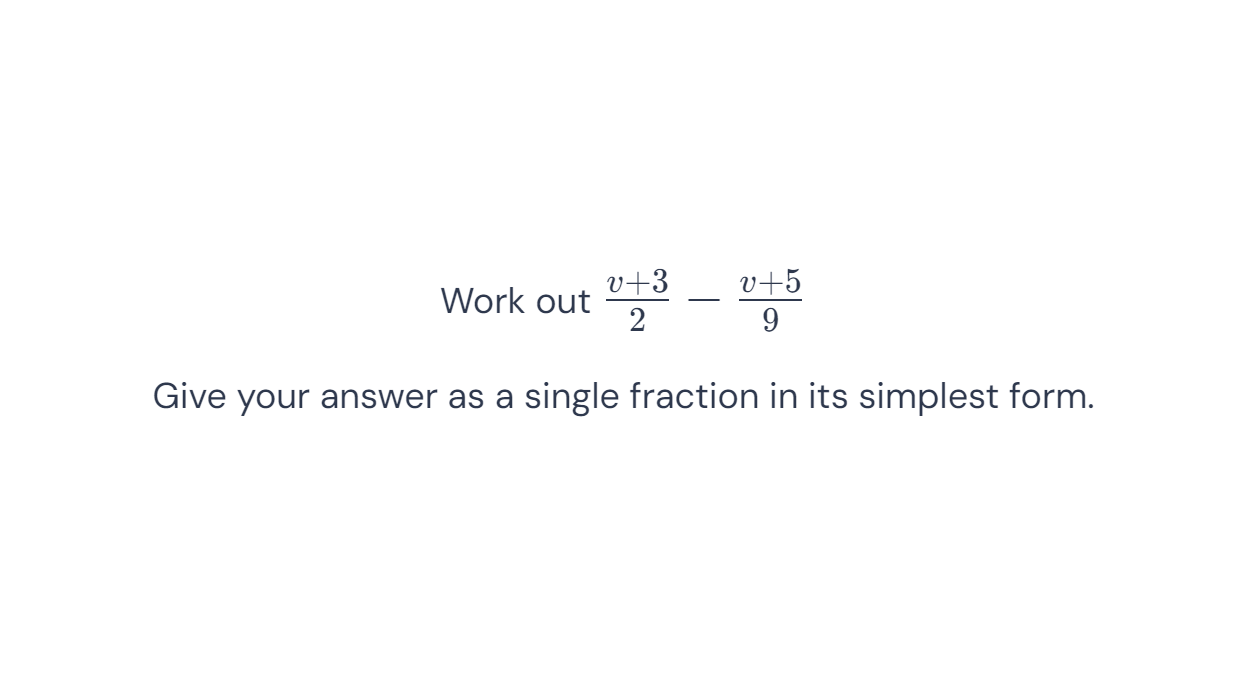 Work out $\frac{v+3}{2} - \frac{v+5}{9}$
Give your answer as a single fraction in its simplest form.